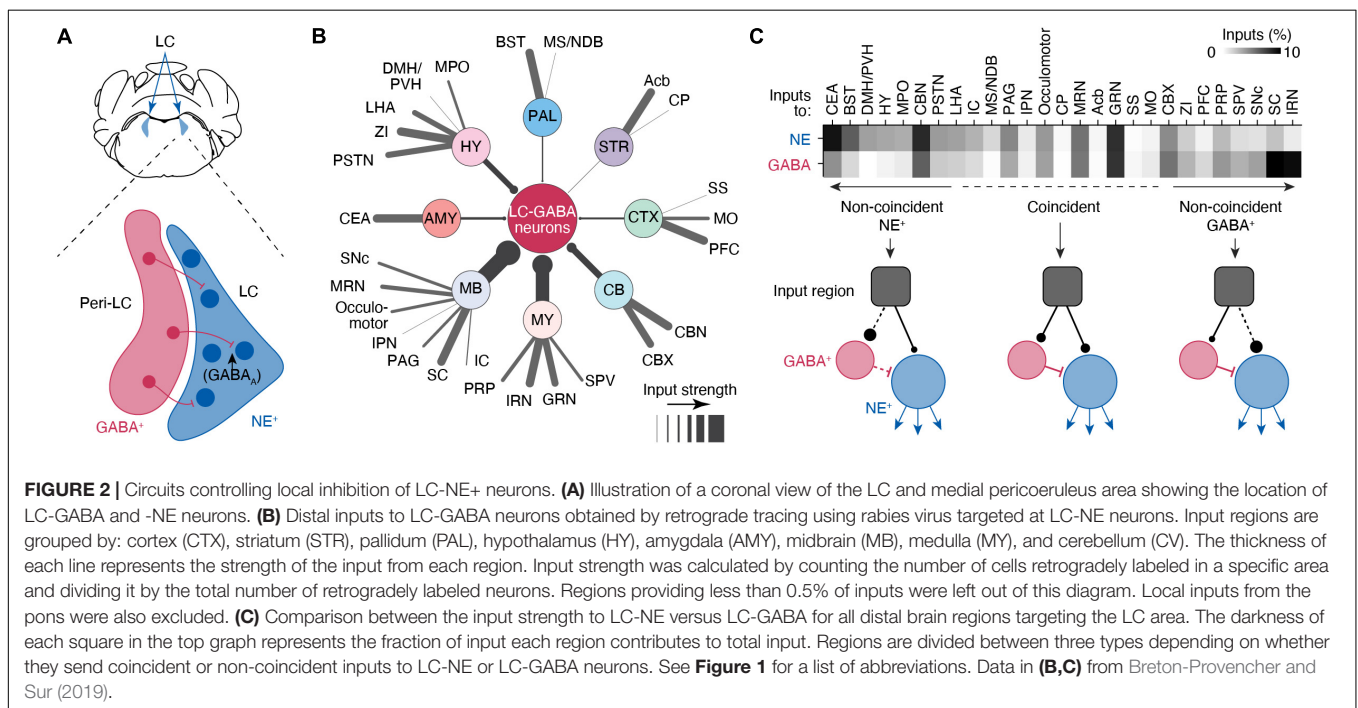 A
LC
Peri-LC
LC
(GABA_A)
GABA⁺
NE⁺
B
BST
MS/NDB
DMH/
PVH
MPO
LHA
ZI
PSTN
HY
PAL
Acb
CP
STR
CEA
AMY
LC-GABA
neurons
CTX
SS
MO
PFC
SNc
MRN
Occulo-
motor
IPN
PAG
SC
IC
MB
PRP
IRN
GRN
SPV
MY
CB
CBN
CBX
Input strength
C
Inputs (%)
0 10
Inputs
to:
CEA
BST
DMH/PVH
HY
MPO
CBN
PSTN
LHA
IC
MS/NDB
PAG
IPN
Occulomotor
CP
MRN
Acb
GRN
SS
MO
CBX
ZI
PFC
PRP
SPV
SNc
SC
IRN
NE
GABA
Non-coincident
NE⁺
Coincident
Non-coincident
GABA⁺
Input region
GABA⁺
NE⁺
FIGURE 2 | Circuits controlling local inhibition of LC-NE+ neurons. (A) Illustration of a coronal view of the LC and medial pericoeruleus area showing the location of
LC-GABA and -NE neurons. (B) Distal inputs to LC-GABA neurons obtained by retrograde tracing using rabies virus targeted at LC-NE neurons. Input regions are
grouped by: cortex (CTX), striatum (STR), pallidum (PAL), hypothalamus (HY), amygdala (AMY), midbrain (MB), medulla (MY), and cerebellum (CV). The thickness of
each line represents the strength of the input from each region. Input strength was calculated by counting the number of cells retrogradely labeled in a specific area
and dividing it by the total number of retrogradely labeled neurons. Regions providing less than 0.5% of inputs were left out of this diagram. Local inputs from the
pons were also excluded. (C) Comparison between the input strength to LC-NE versus LC-GABA for all distal brain regions targeting the LC area. The darkness of
each square in the top graph represents the fraction of input each region contributes to total input. Regions are divided between three types depending on whether
they send coincident or non-coincident inputs to LC-NE or LC-GABA neurons. See Figure 1 for a list of abbreviations. Data in (B,C) from Breton-Provencher and
Sur (2019).